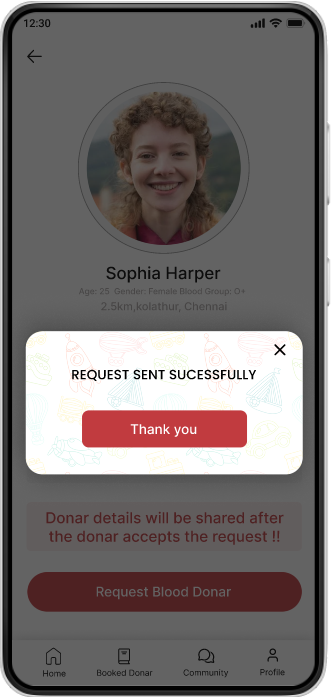 12:30
Sophia Harper
Age: 25 Gender: Female Blood Group: O+
2.5km,kolathur, Chennai
REQUEST SENT SUCESSFULLY
Thank you
Donar details will be shared after
the donar accepts the request !!
Request Blood Donar
Home Booked Donar Community Profile